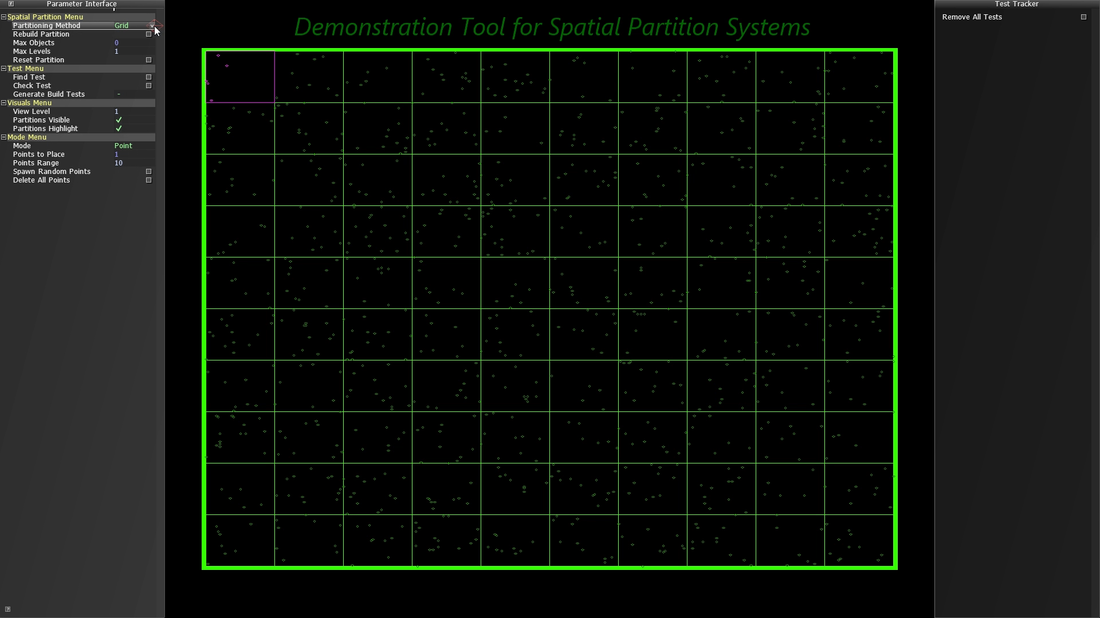 Parameter Interface
Spatial Partition Menu
Partitioning Method Grid
Rebuild Partition
Max Objects 0
Max Levels 1
Reset Partition
Test Menu
Find Test
Check Test
Generate Build Tests -
Visuals Menu
View Level 1
Partitions Visible
Partitions Highlight
Mode Menu
Mode Point
Points to Place 1
Points Range 10
Spawn Random Points
Delete All Points
Demonstration Tool for Spatial Partition Systems
Test Tracker
Remove All Tests